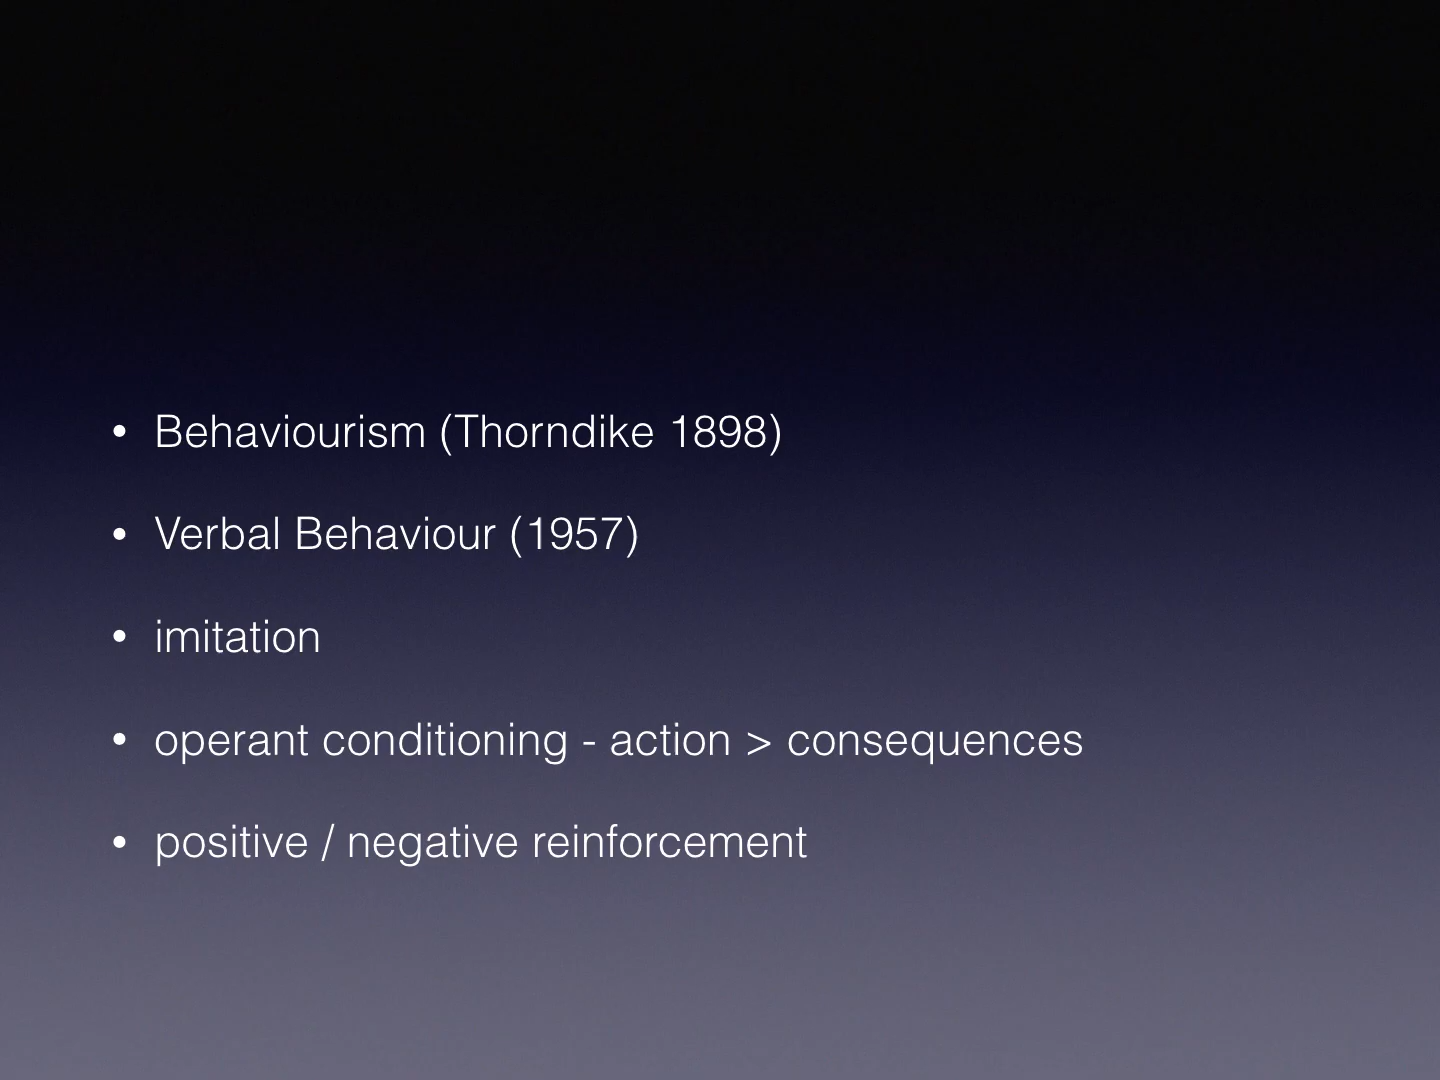 • Behaviourism (Thorndike 1898)
• Verbal Behaviour (1957)
• imitation
• operant conditioning - action > consequences
• positive / negative reinforcement